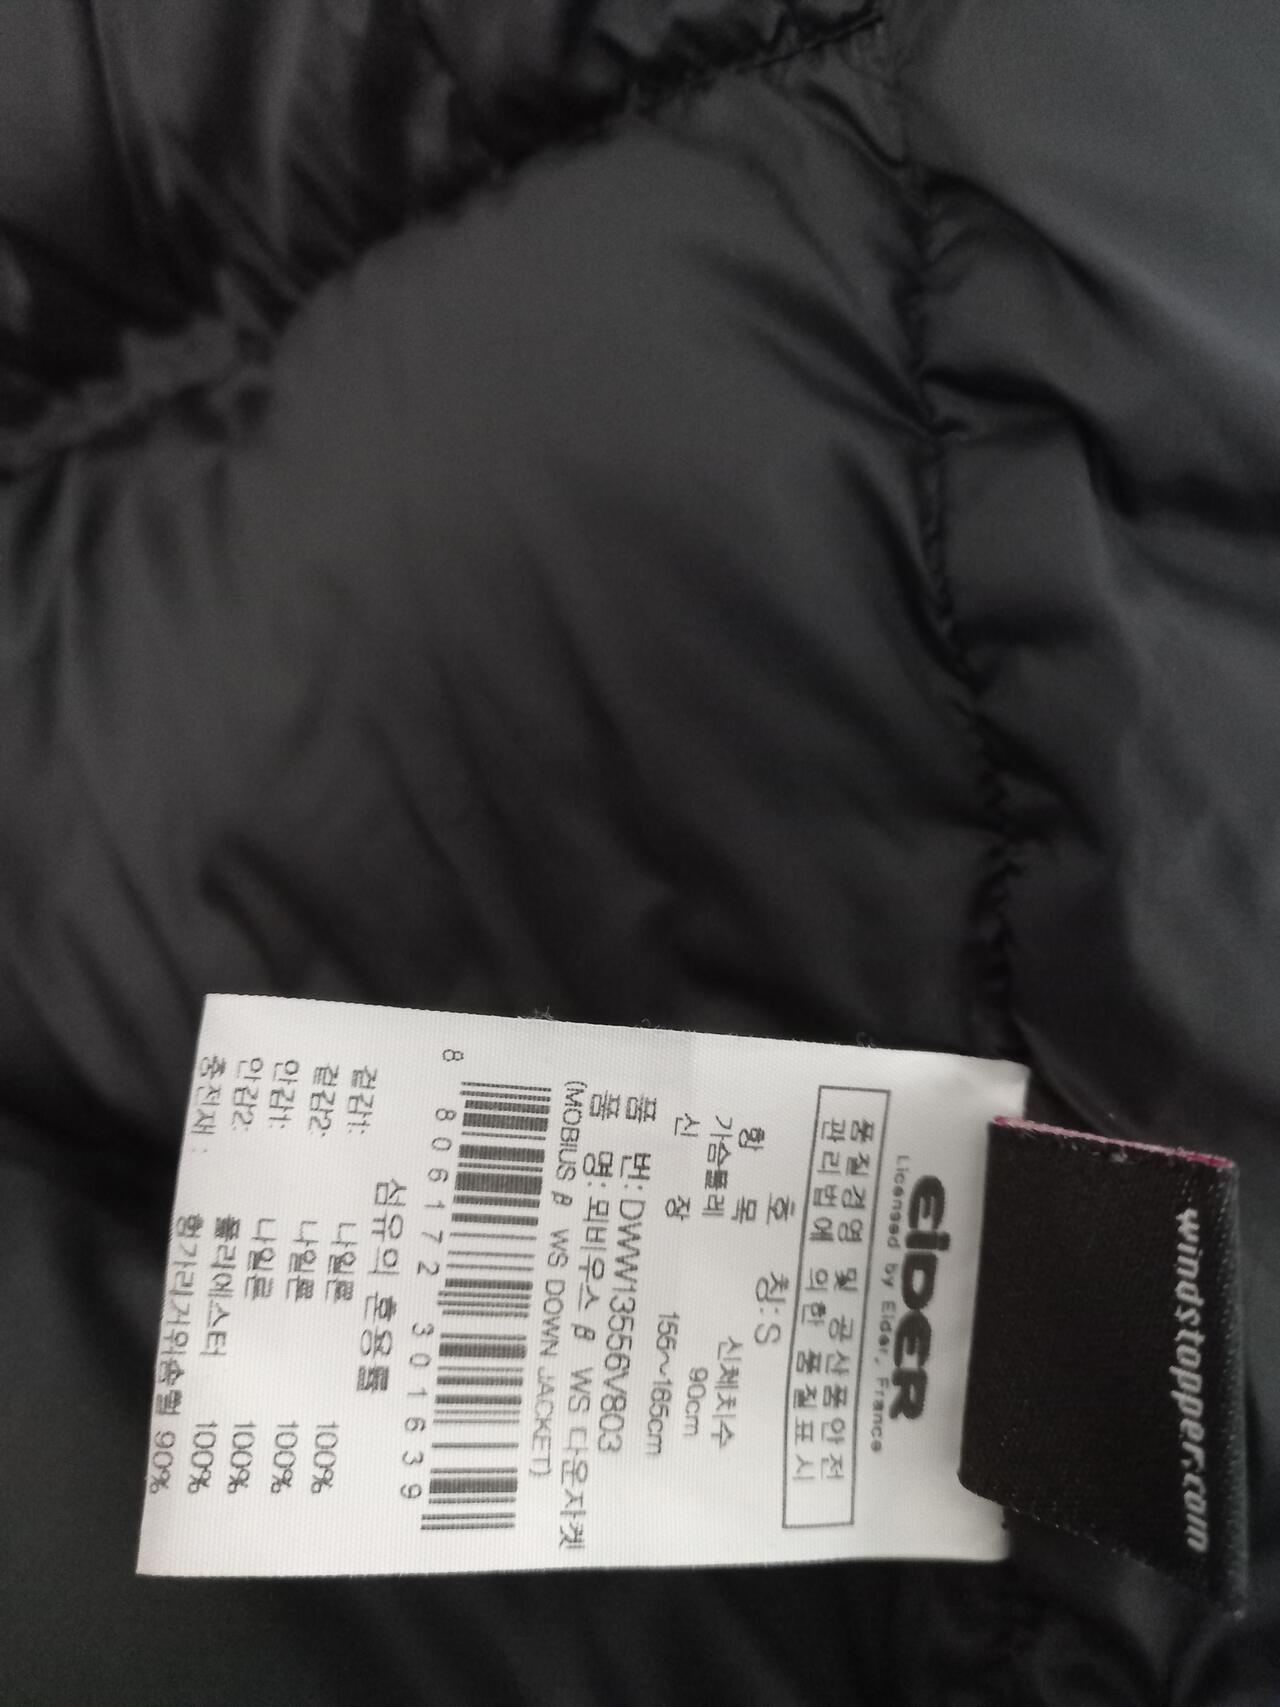 windstopper.com
EIDER
Licensed by Eider, France
품질경영 및 공산품안전
관리법에 의한 품질표시
호 칭: S
항 목 신체치수
가슴둘레 90cm
신 장 155~165cm
품 번: DWW13556V803
품 명: 뫼비우스 β WS 다운자켓
(MOBIUS β WS DOWN JACKET)
8 806172 301639
섬유의 혼용률
겉감1: 나일론 100%
겉감2: 나일론 100%
안감1: 나일론 100%
안감2: 폴리에스터 100%
충전재: 헝가리거위솜털 90%